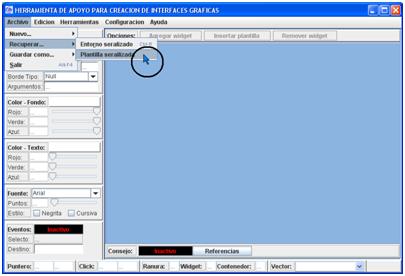 HERRAMIENTA DE APOYO PARA CREACION DE INTERFACES GRAFICAS
Archivo Edicion Herramientas Configuracion Ayuda
Nuevo...
Opciones: Agregar widget Insertar plantilla Remover widget
Recuperar... Entorno seralizado Ctrl-R
Guardar como... Plantilla seralizada
Salir Alt-F4
Borde Tipo: Null
Argumentos: ...
Color - Fondo:
Rojo: ...
Verde: ...
Azul: ...
Color - Texto:
Rojo: ...
Verde: ...
Azul: ...
Fuente: Arial
Puntos: ...
Estilo: Negrita Cursiva
Eventos: Inactivo
Selecto: ...
Destino: Consejo: Inactivo Referencias
Puntero: ... ... Click: ... ... Ranura: ... Widget: ... Contenedor: ... Vector: